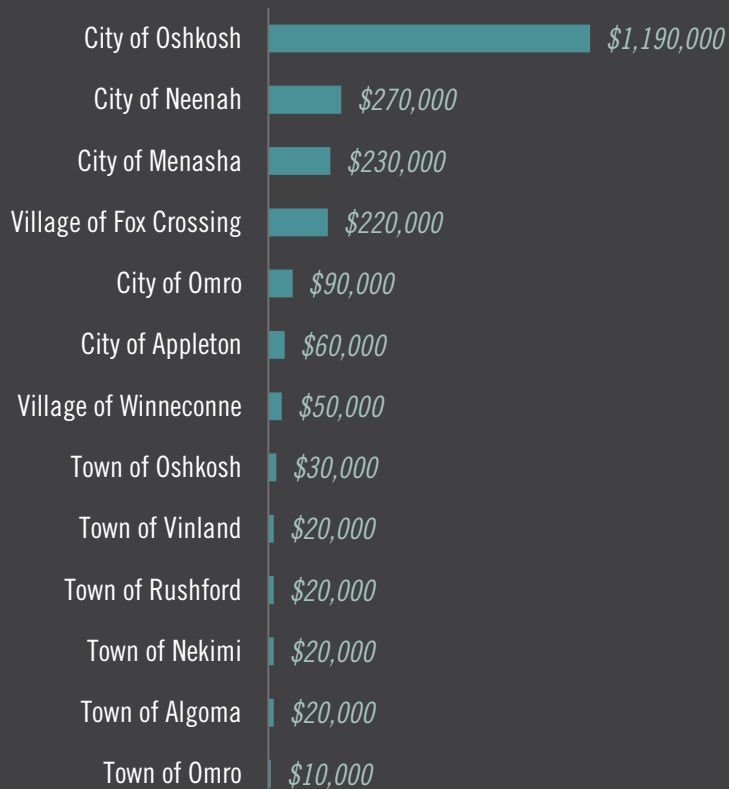 City of Oshkosh $1,190,000
City of Neenah $270,000
City of Menasha $230,000
Village of Fox Crossing $220,000
City of Omro $90,000
City of Appleton $60,000
Village of Winneconne $50,000
Town of Oshkosh $30,000
Town of Vinland $20,000
Town of Rushford $20,000
Town of Nekimi $20,000
Town of Algoma $20,000
Town of Omro $10,000